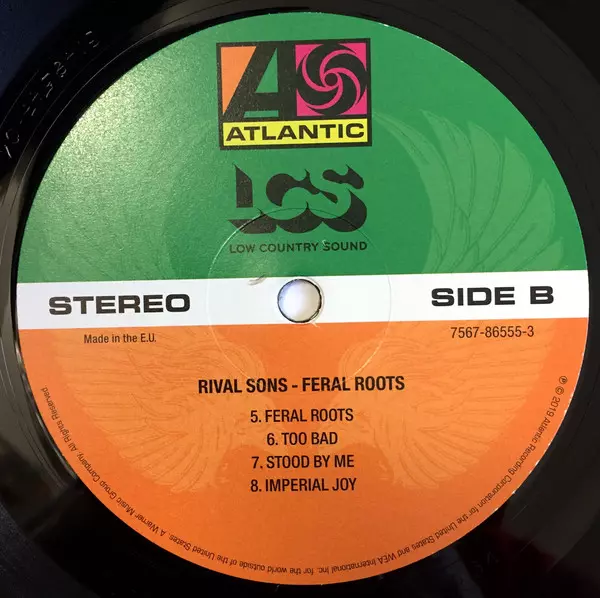 ATLANTIC
LCS
LOW COUNTRY SOUND
STEREO
SIDE B
Made in the E.U.
7567-86555-3
RIVAL SONS - FERAL ROOTS
5. FERAL ROOTS
6. TOO BAD
7. STOOD BY ME
8. IMPERIAL JOY
℗ © 2019 Atlantic Recording Corporation for the United States and WEA International Inc. for the world outside of the United States. A Warner Music Group Company. All Rights Reserved.